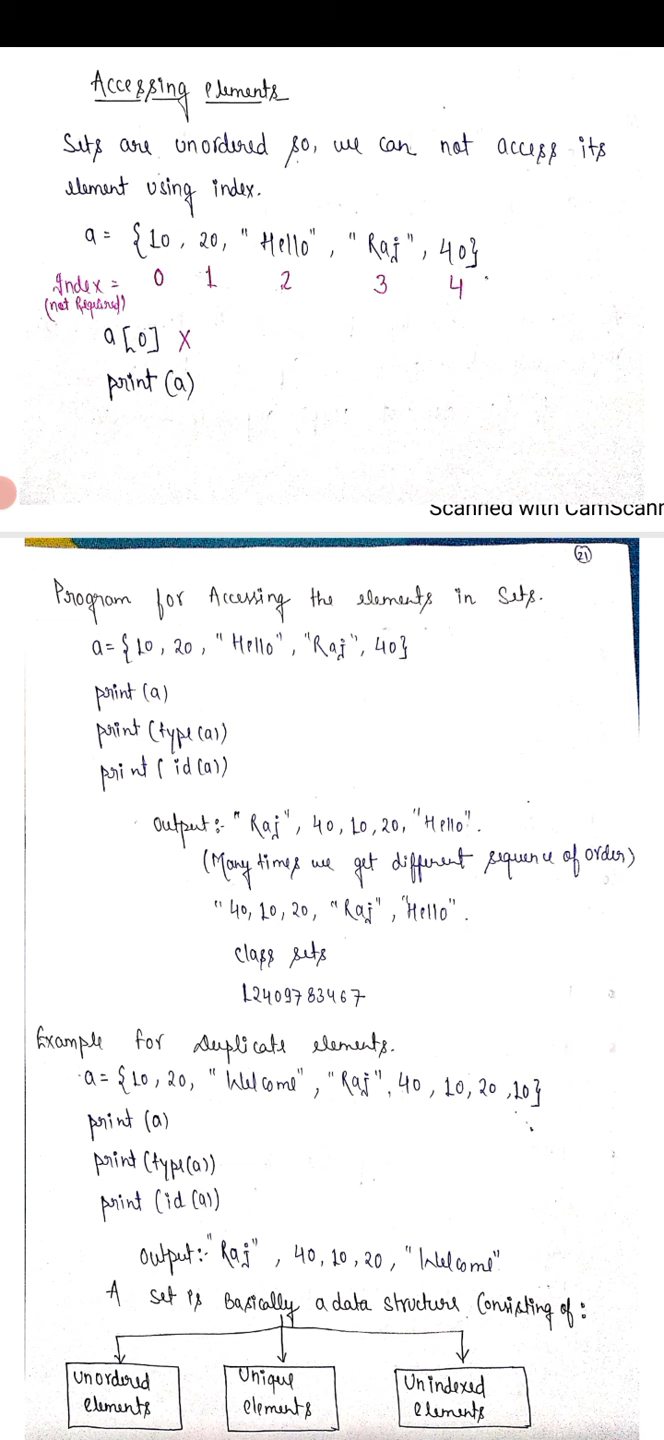 Accessing elements
Sets are unordered so, we can not access its
element using index.
a = {10, 20, "Hello", "Raj", 40}
Index = 0 1 2 3 4
(not Required)
a[0] X
print (a)
Scanned with CamScann
21
Program for Accessing the elements in Sets.
a = {10, 20, "Hello", "Raj", 40}
print (a)
print (type (a))
print ( id (a))
output :- "Raj", 40, 10, 20, "Hello".
(Many times we get different sequence of order)
"40, 10, 20, "Raj", "Hello".
class sets
12409783467
Example for Duplicate elements.
a = {10, 20, "Welcome", "Raj", 40, 10, 20, 10}
print (a)
print (type(a))
print (id (a))
output:- "Raj", 40, 10, 20, "Welcome"
A set is Basically a data structure Consisting of :
Unordered elements
Unique elements
Unindexed elements